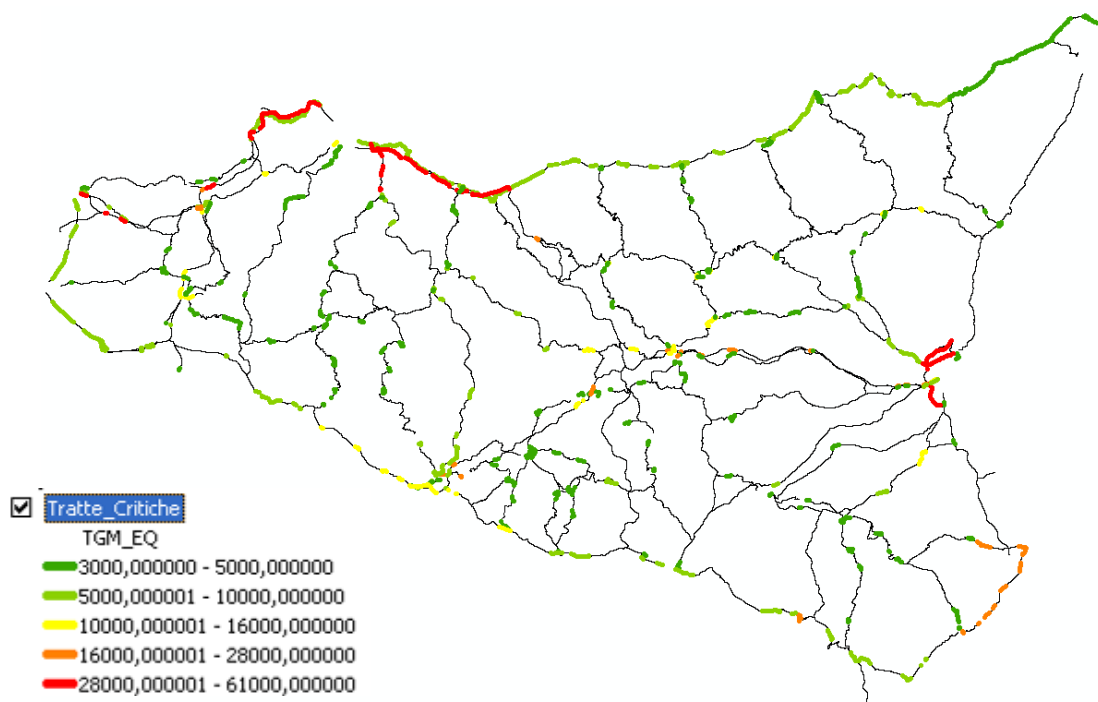 Tratte_Critiche
TGM_EQ
3000,000000 - 5000,000000
5000,000001 - 10000,000000
10000,000001 - 16000,000000
16000,000001 - 28000,000000
28000,000001 - 61000,000000